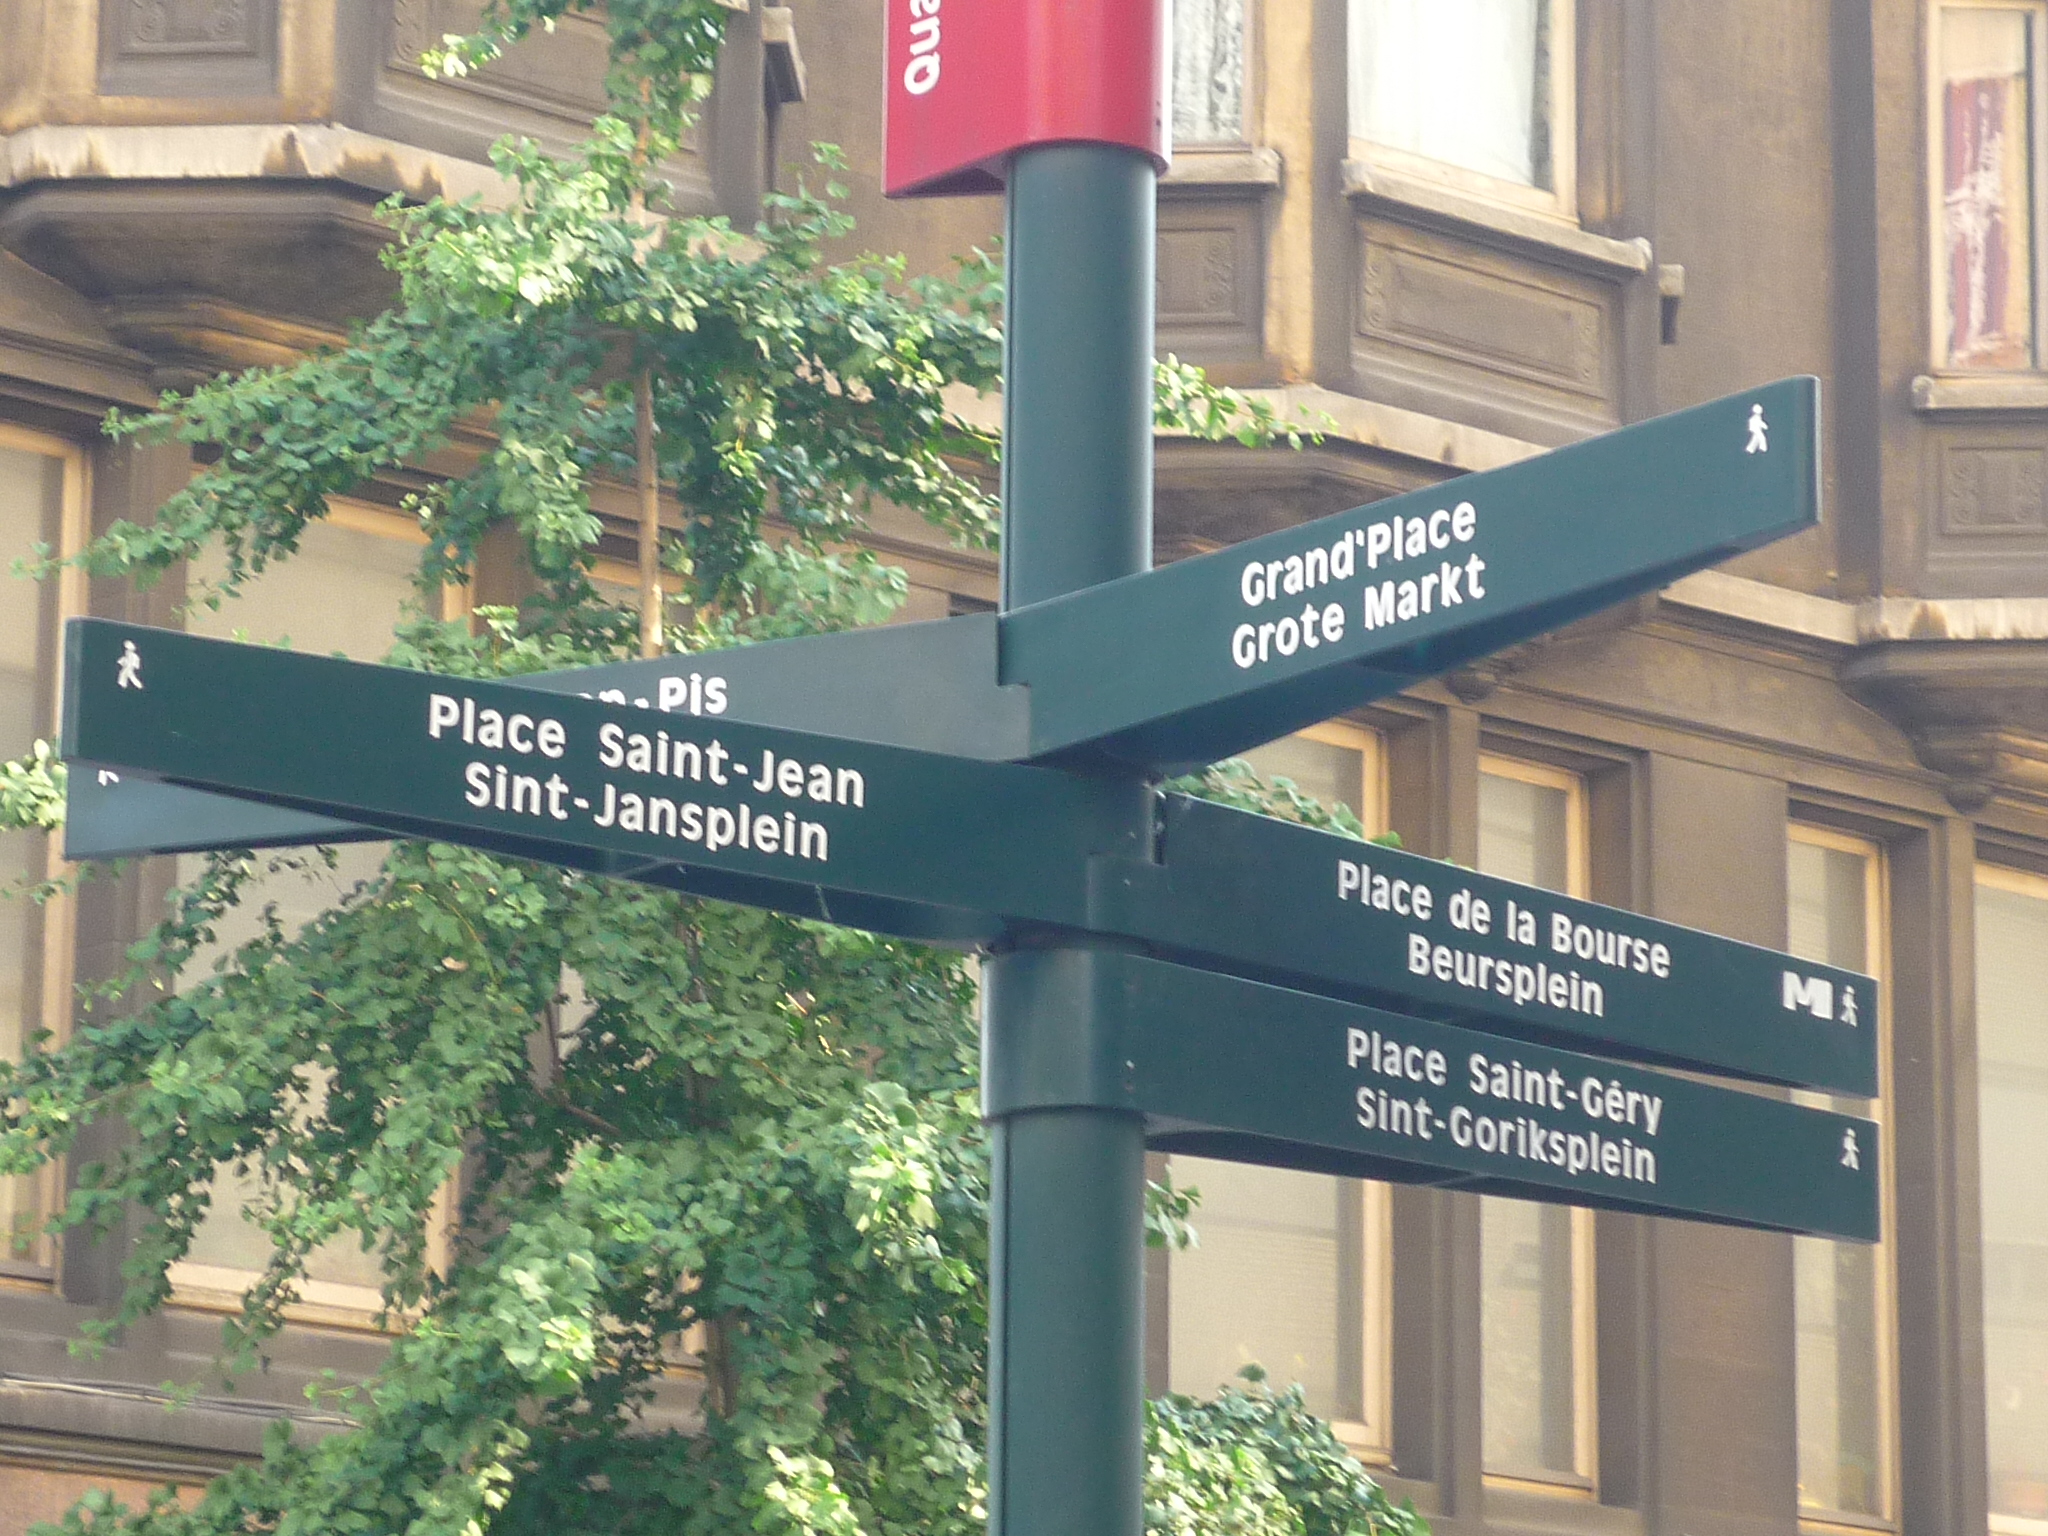 Grand'Place
Grote Markt
Place Saint-Jean
Sint-Jansplein
Place de la Bourse
Beursplein
M
Place Saint-Géry
Sint-Goriksplein